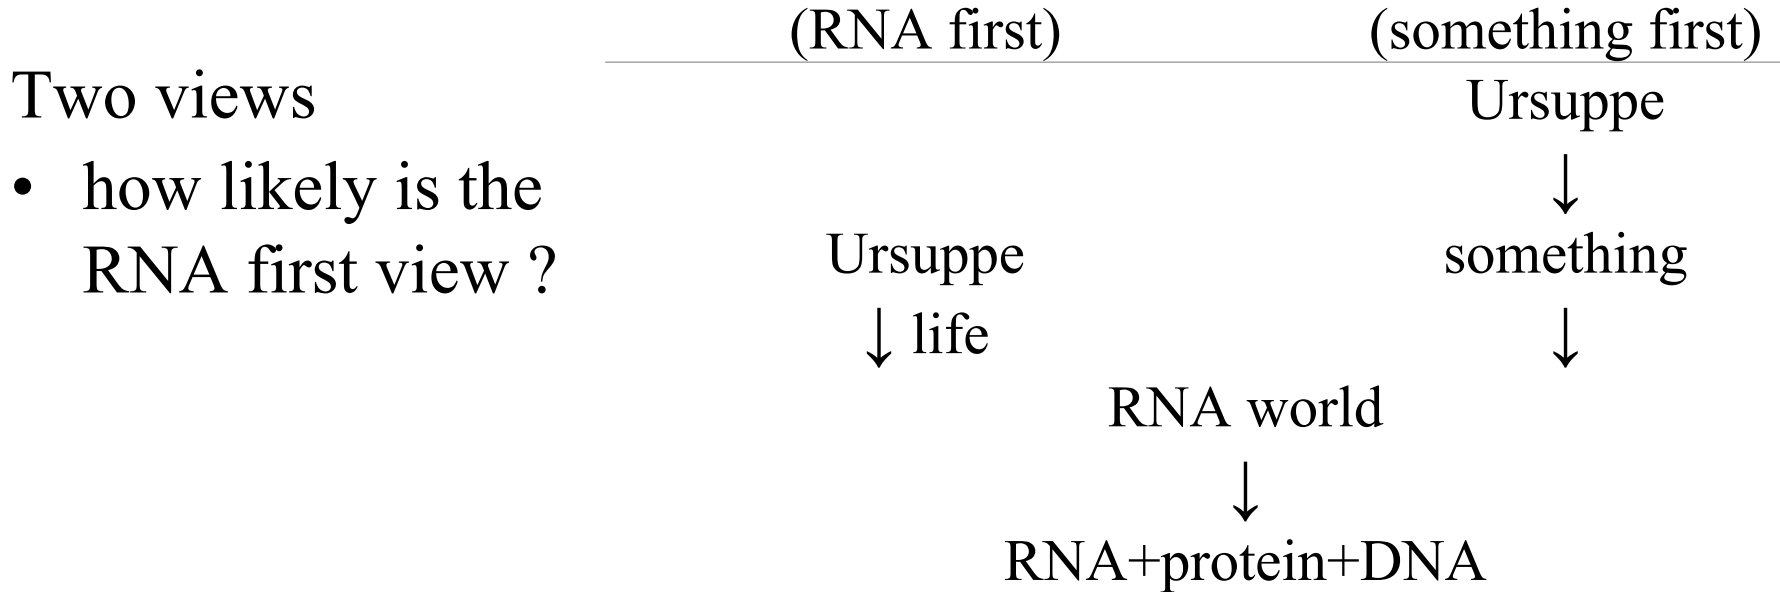 (RNA first) (something first)
Two views
• how likely is the
RNA first view ?
Ursuppe
↓
Ursuppe something
↓ life ↓
RNA world
↓
RNA+protein+DNA